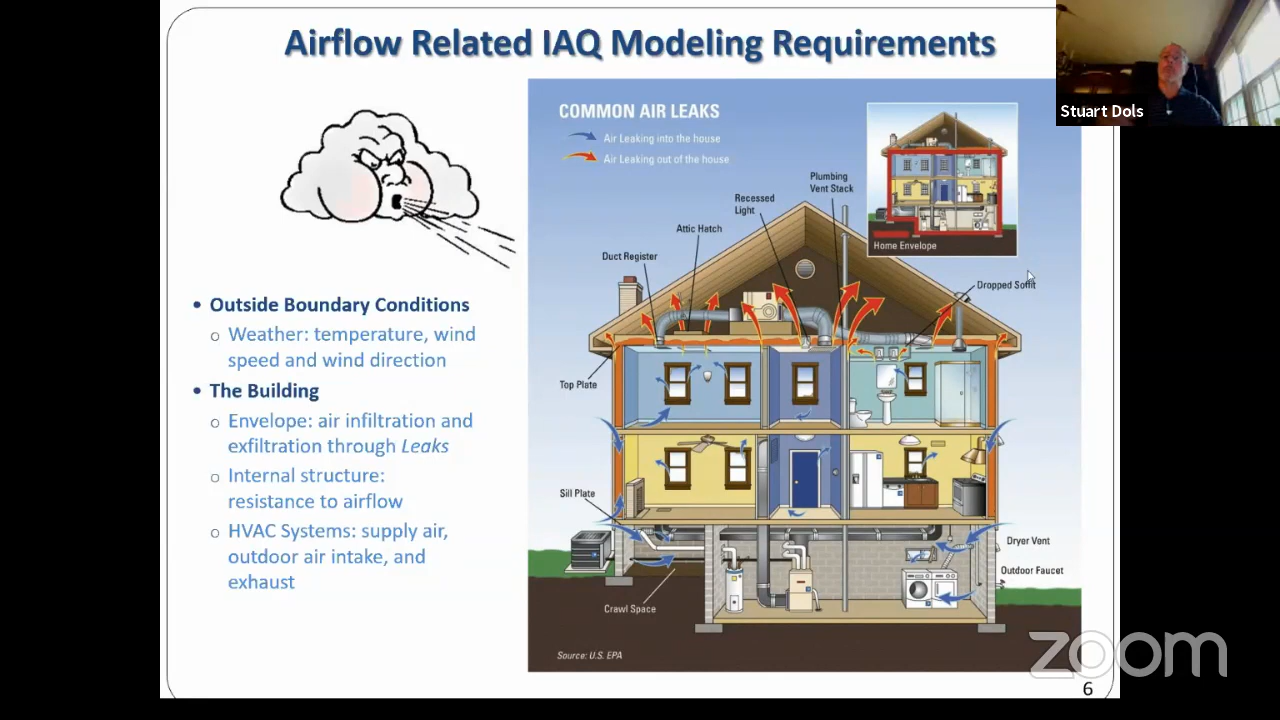 Airflow Related IAQ Modeling Requirements
Stuart Dols
• Outside Boundary Conditions
o Weather: temperature, wind
speed and wind direction
• The Building
o Envelope: air infiltration and
exfiltration through Leaks
o Internal structure:
resistance to airflow
o HVAC Systems: supply air,
outdoor air intake, and
exhaust
COMMON AIR LEAKS
Air Leaking into the house
Air Leaking out of the house
Home Envelope
Plumbing
Vent Stack
Recessed
Light
Attic Hatch
Duct Register
Dropped Soffit
Top Plate
Sill Plate
Dryer Vent
Outdoor Faucet
Crawl Space
Source: U.S. EPA
zoom
6